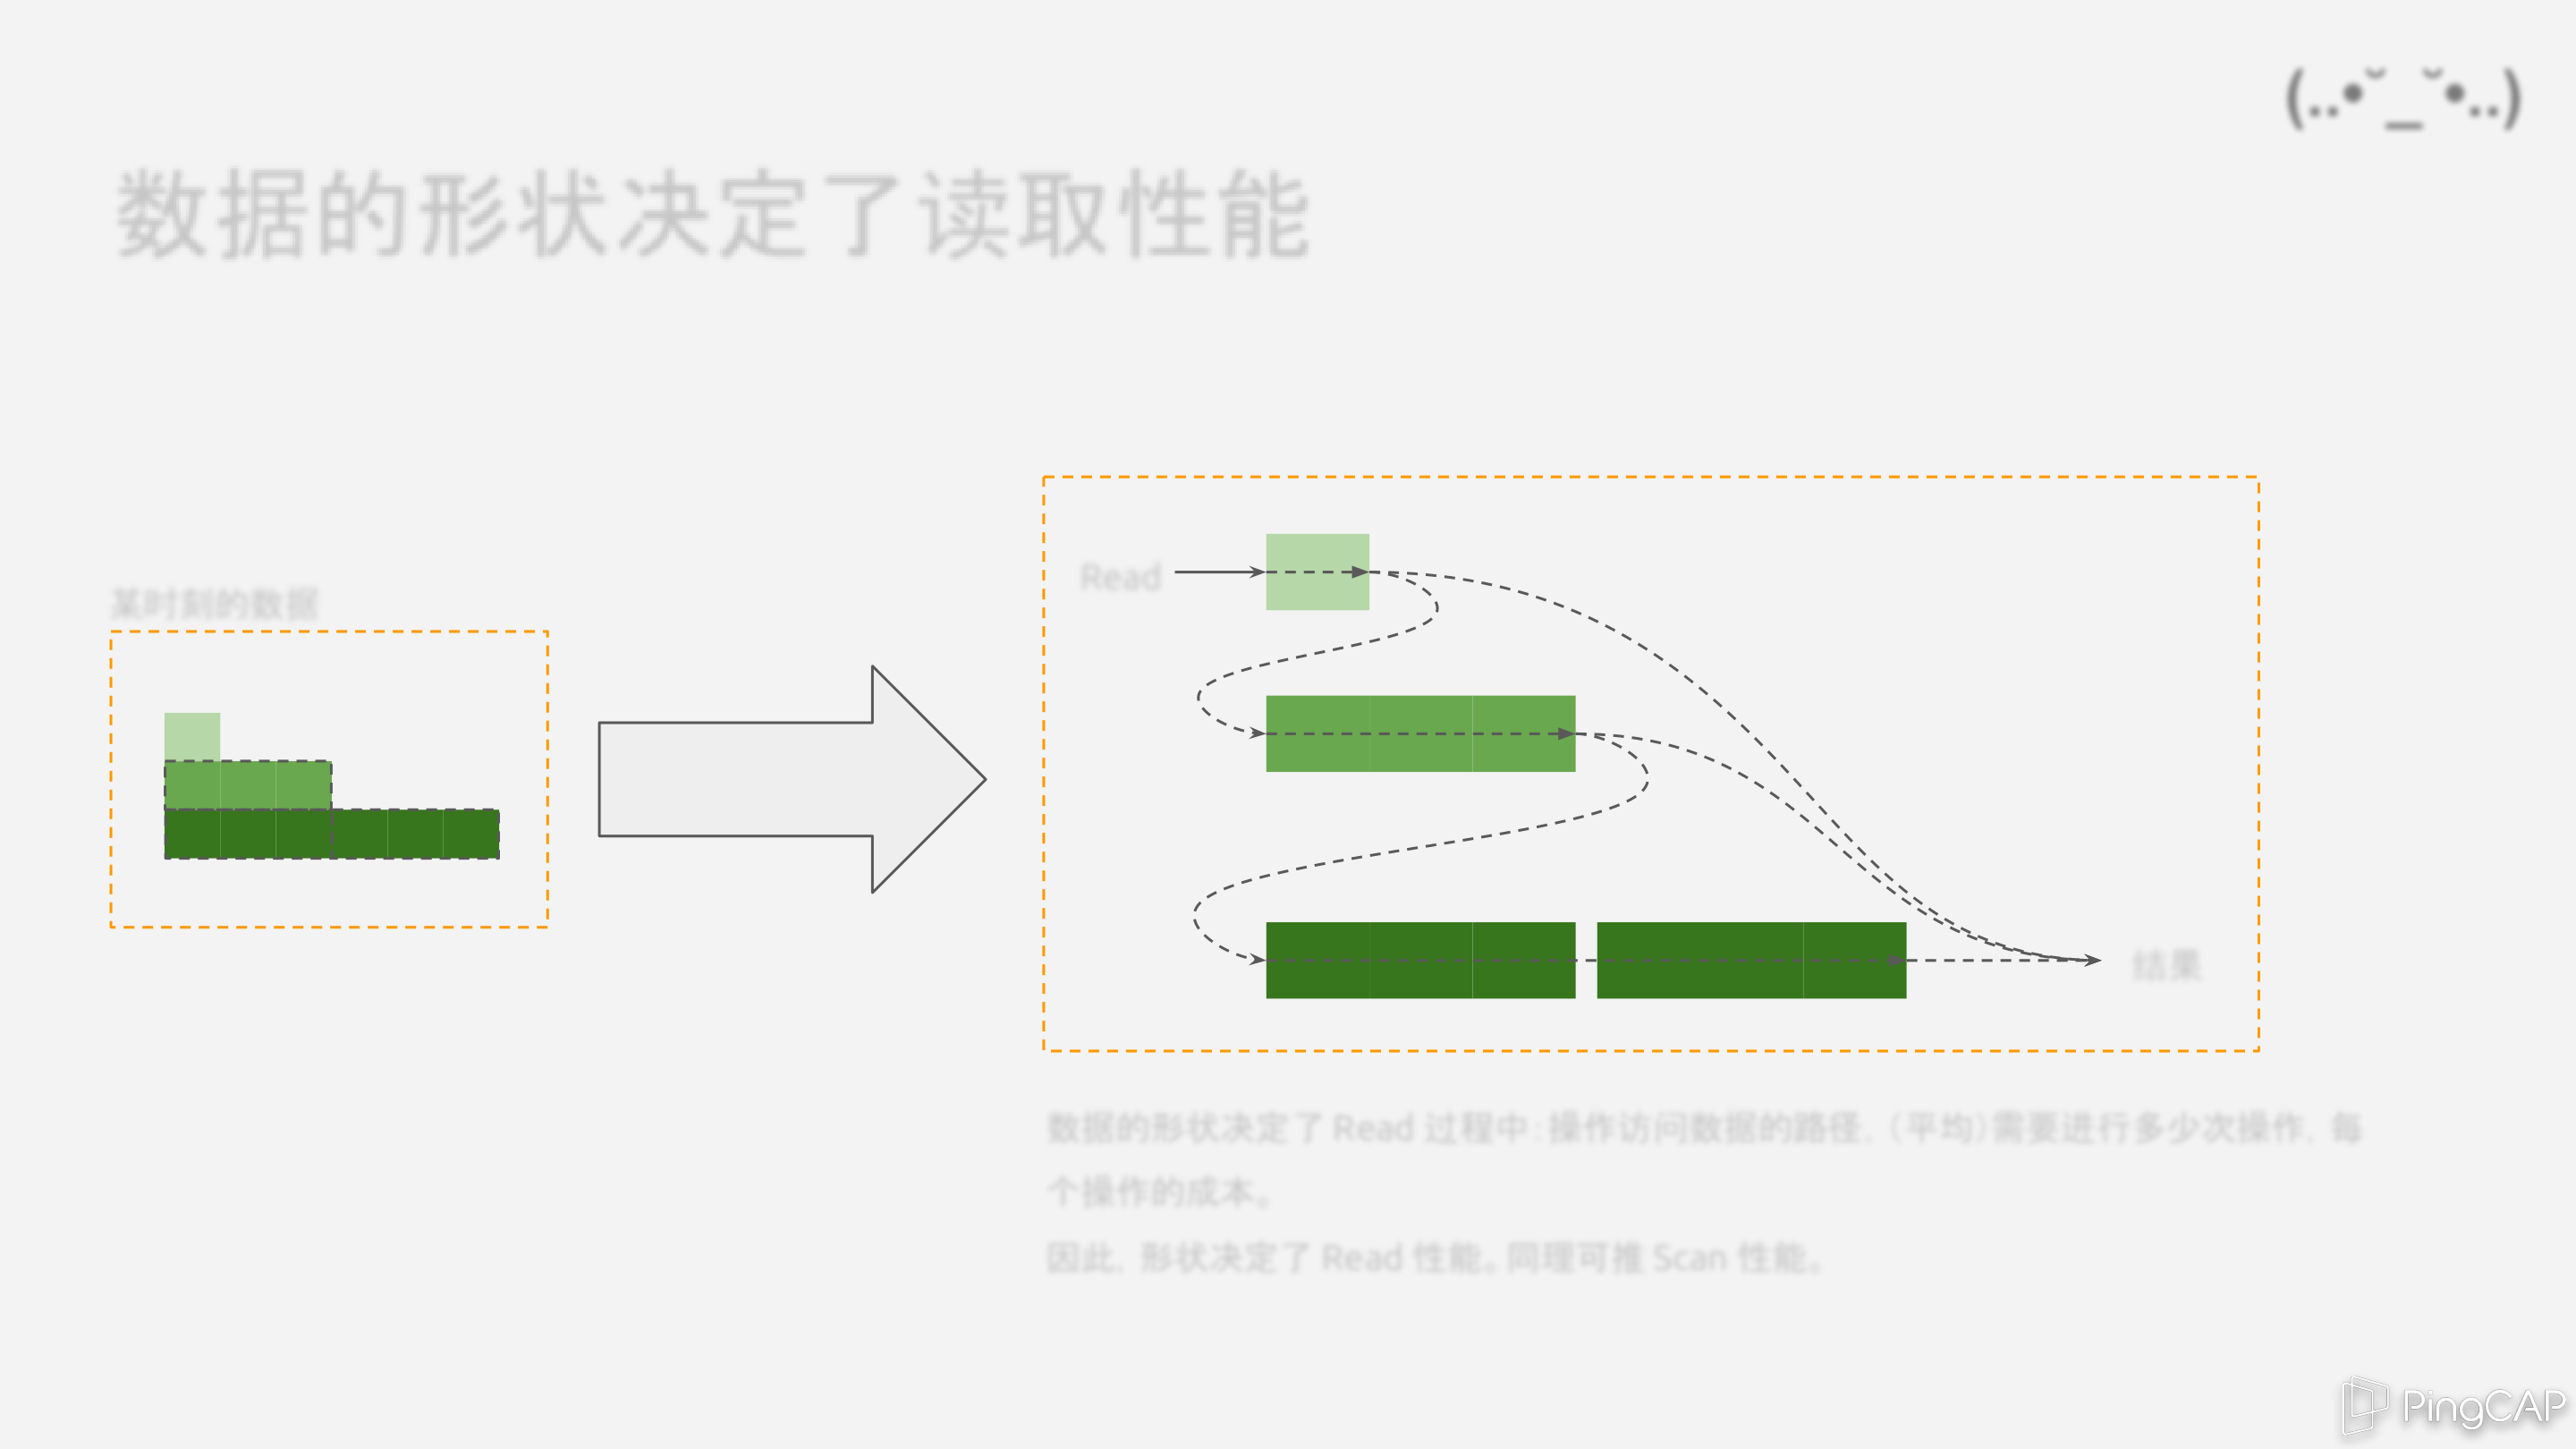 (..•˘_˘•..)
数据的形状决定了读取性能
某时刻的数据
Read
结果
数据的形状决定了 Read 过程中：操作访问数据的路径，（平均）需要进行多少次操作，每
个操作的成本。
因此，形状决定了 Read 性能。同理可推 Scan 性能。
PingCAP